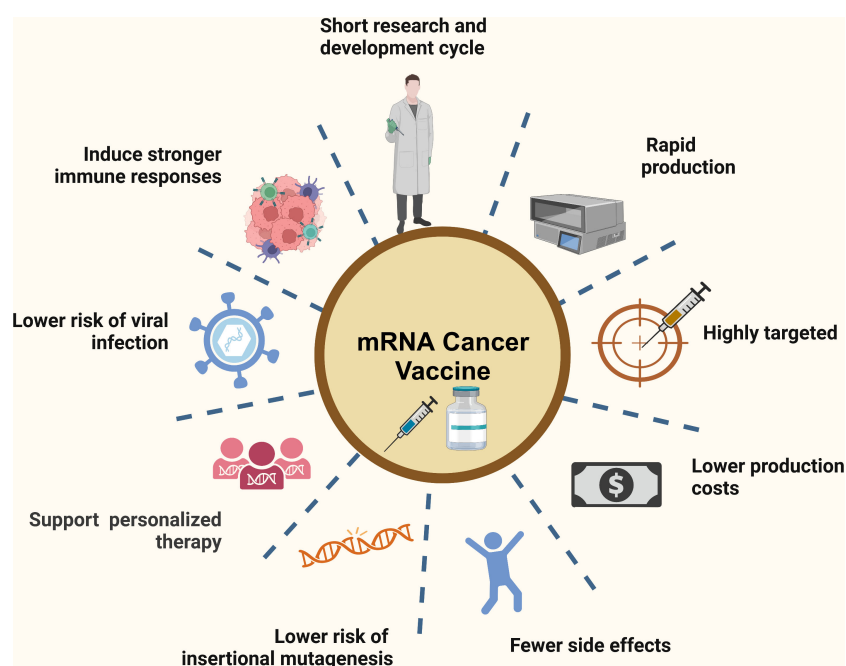 Short research and
development cycle
Rapid
production
Highly targeted
Lower production
costs
Fewer side effects
Lower risk of
insertional mutagenesis
Support personalized
therapy
Lower risk of viral
infection
Induce stronger
immune responses
mRNA Cancer
Vaccine
$